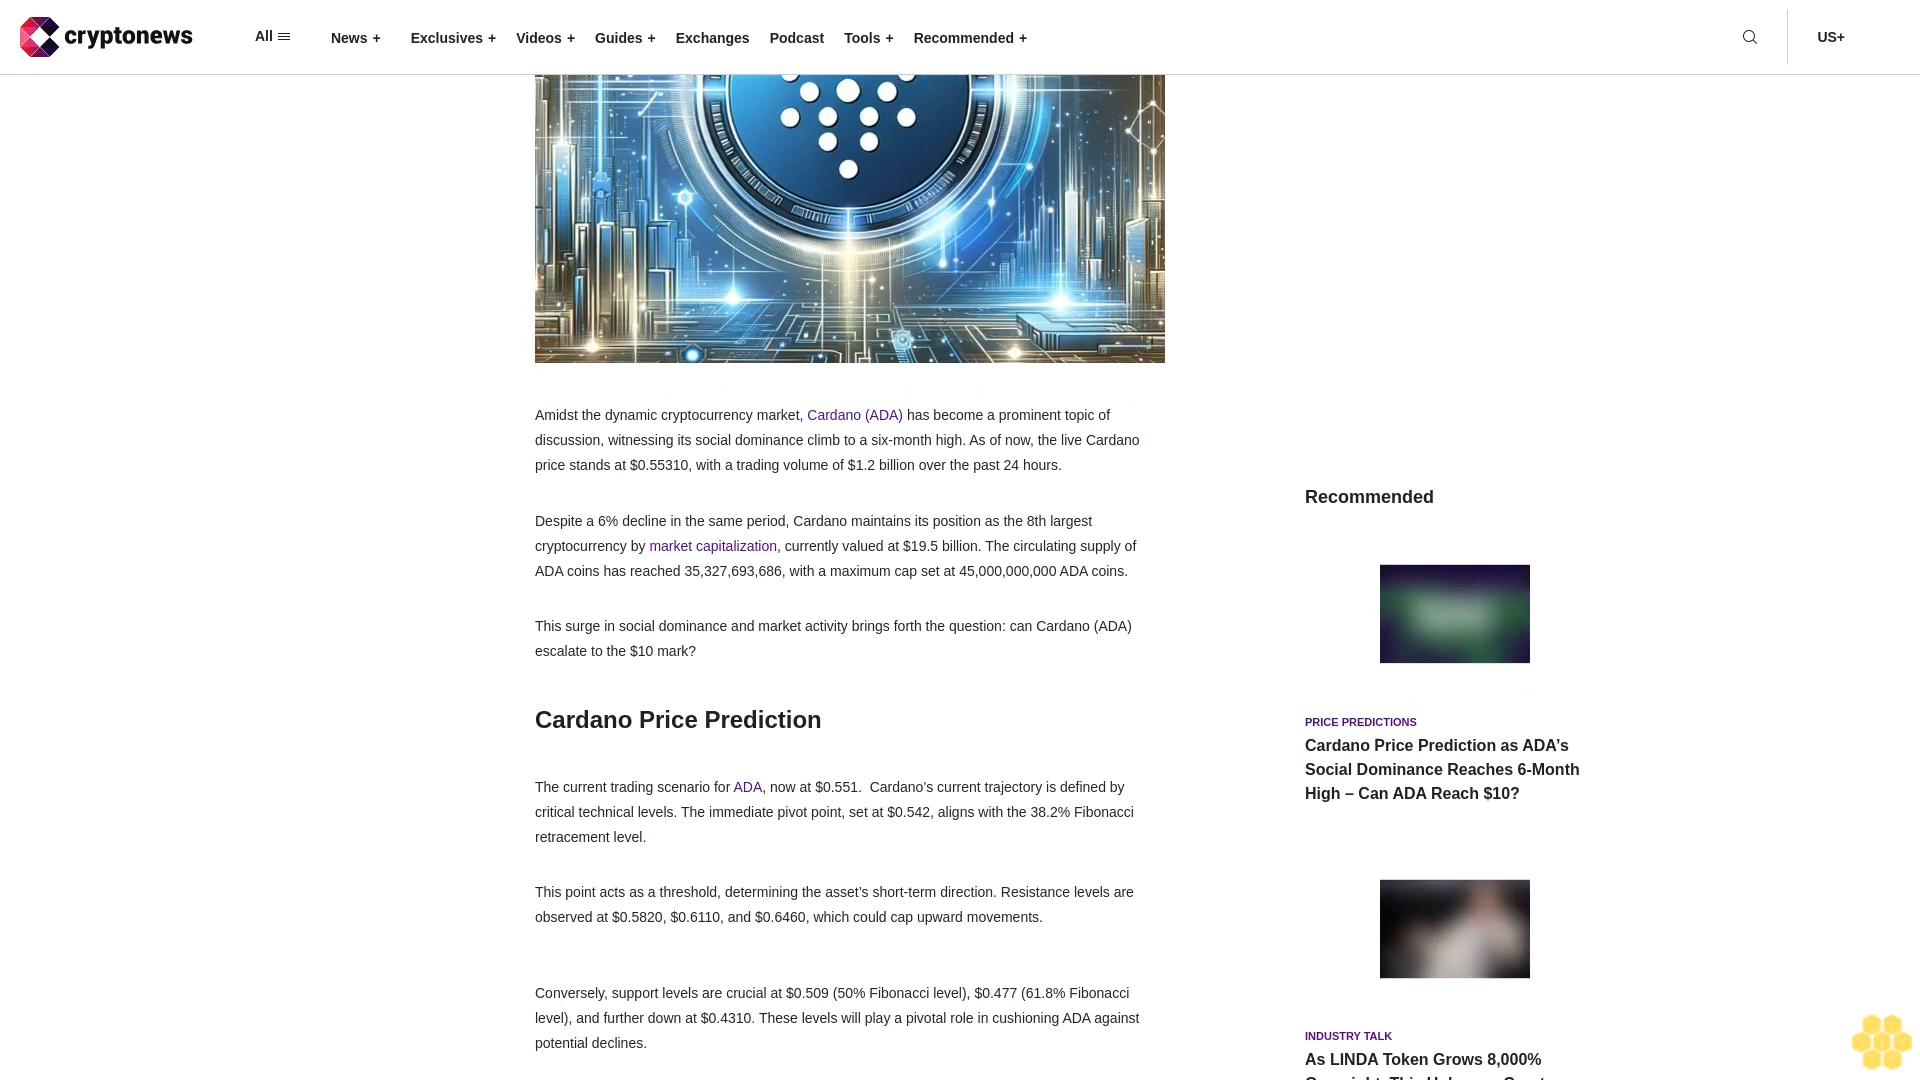 cryptonews
All
News +
Exclusives +
Videos +
Guides +
Exchanges
Podcast
Tools +
Recommended +
US+
Amidst the dynamic cryptocurrency market, Cardano (ADA) has become a prominent topic of
discussion, witnessing its social dominance climb to a six-month high. As of now, the live Cardano
price stands at $0.55310, with a trading volume of $1.2 billion over the past 24 hours.
Despite a 6% decline in the same period, Cardano maintains its position as the 8th largest
cryptocurrency by market capitalization, currently valued at $19.5 billion. The circulating supply of
ADA coins has reached 35,327,693,686, with a maximum cap set at 45,000,000,000 ADA coins.
This surge in social dominance and market activity brings forth the question: can Cardano (ADA)
escalate to the $10 mark?
Cardano Price Prediction
The current trading scenario for ADA, now at $0.551.  Cardano’s current trajectory is defined by
critical technical levels. The immediate pivot point, set at $0.542, aligns with the 38.2% Fibonacci
retracement level.
This point acts as a threshold, determining the asset’s short-term direction. Resistance levels are
observed at $0.5820, $0.6110, and $0.6460, which could cap upward movements.
Conversely, support levels are crucial at $0.509 (50% Fibonacci level), $0.477 (61.8% Fibonacci
level), and further down at $0.4310. These levels will play a pivotal role in cushioning ADA against
potential declines.
Recommended
PRICE PREDICTIONS
Cardano Price Prediction as ADA’s
Social Dominance Reaches 6-Month
High – Can ADA Reach $10?
INDUSTRY TALK
As LINDA Token Grows 8,000%